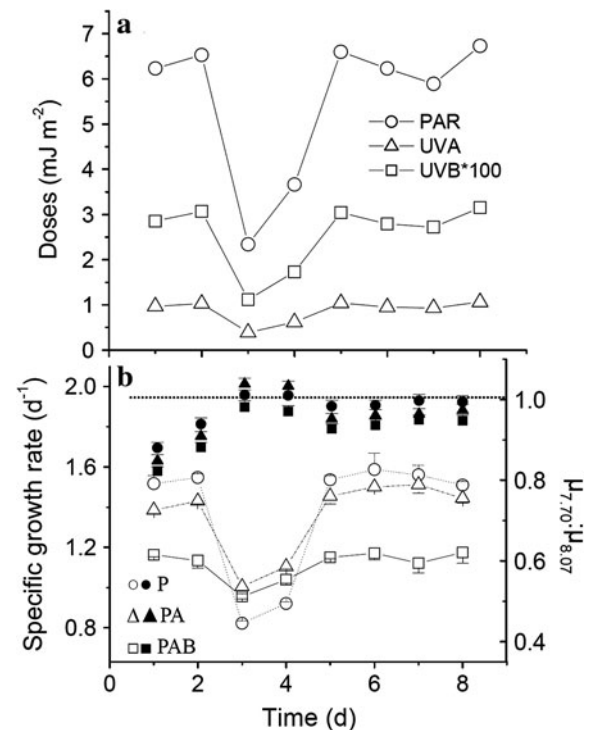 a
7
6
5
4
3
2
1
0
Doses (mJ m⁻²)
PAR
UVA
UVB*100
b
2.0
1.6
1.2
0.8
Specific growth rate (d⁻¹)
1.0
0.8
0.6
0.4
μ7.70:μ8.07
P
PA
PAB
0 2 4 6 8
Time (d)